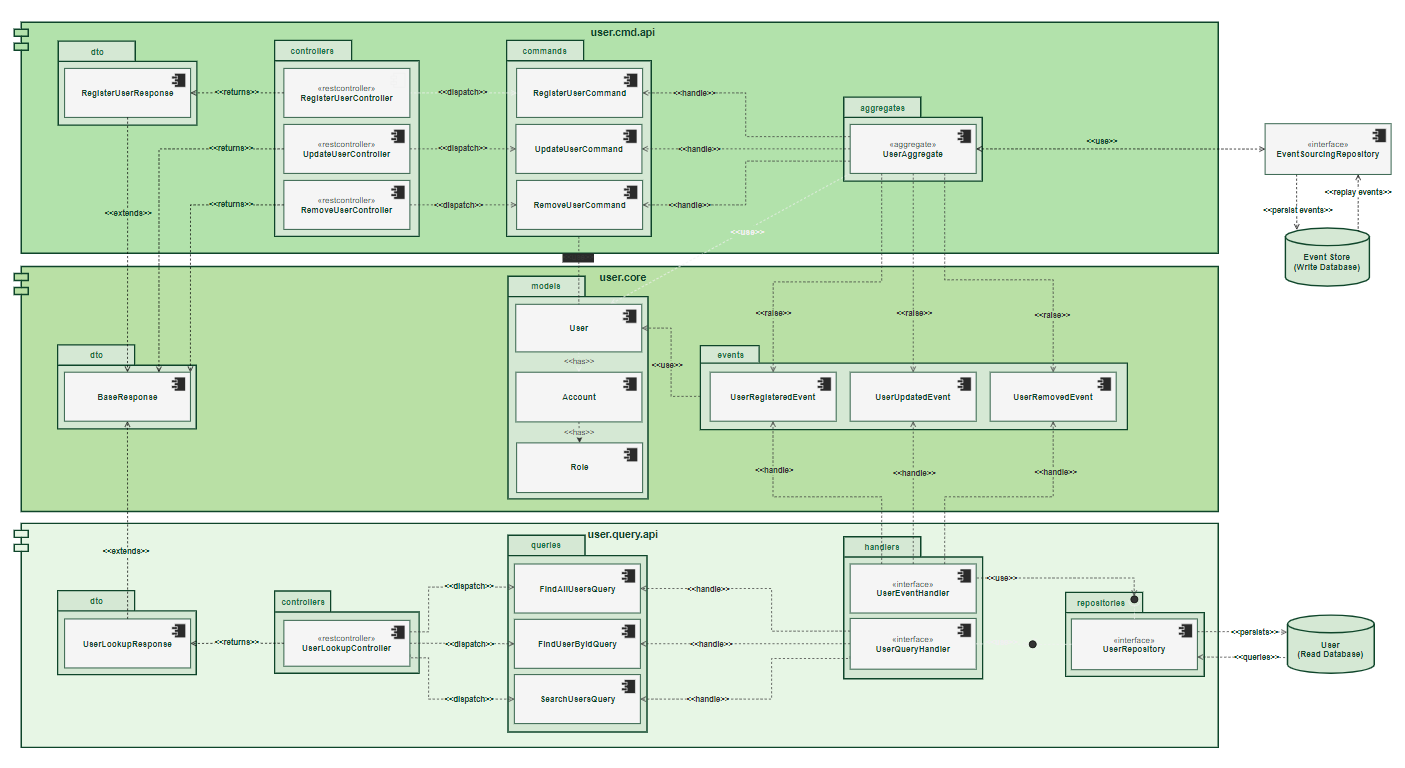 user.cmd.api
dto
controllers
commands
RegisterUserResponse
<<returns>>
«restcontroller»
RegisterUserController
<<dispatch>>
RegisterUserCommand
<<handle>>
aggregates
«restcontroller»
UpdateUserController
<<returns>>
<<dispatch>>
UpdateUserCommand
<<handle>>
«aggregate»
UserAggregate
<<use>>
«interface»
EventSourcingRepository
<<replay events>>
<<persist events>>
<<extends>>
<<returns>>
«restcontroller»
RemoveUserController
<<dispatch>>
RemoveUserCommand
<<handle>>
<<use>>
Event Store
(Write Database)
user.core
models
User
<<raise>>
<<raise>>
<<raise>>
dto
<<has>>
<<use>>
events
BaseResponse
Account
UserRegisteredEvent
UserUpdatedEvent
UserRemovedEvent
<<has>>
Role
<<handle>
<<handle>>
<<handle>>
user.query.api
<<extends>>
queries
handlers
<<dispatch>>
FindAllUsersQuery
<<handle>>
«interface»
UserEventHandler
<<use>>
dto
controllers
repositories
UserLookupResponse
<<returns>>
«restcontroller»
UserLookupController
<<dispatch>>
FindUserByIdQuery
<<handle>>
«interface»
UserQueryHandler
«interface»
UserRepository
<<persists>>
<<queries>>
User
(Read Database)
<<dispatch>>
SearchUsersQuery
<<handle>>